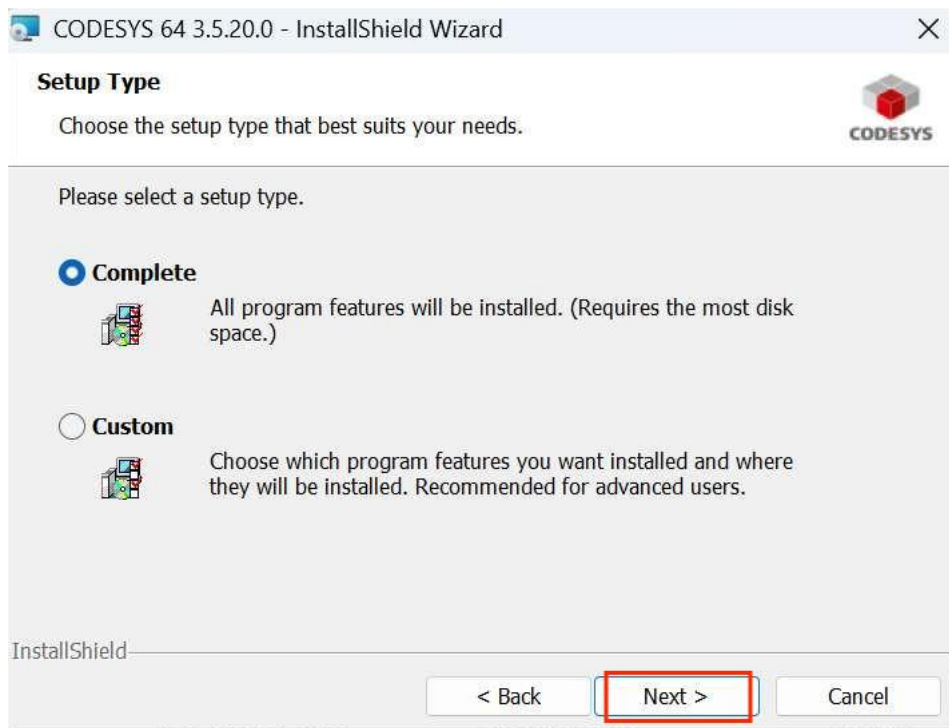 CODESYS 64 3.5.20.0 - InstallShield Wizard
Setup Type
Choose the setup type that best suits your needs.
CODESYS
Please select a setup type.
Complete
All program features will be installed. (Requires the most disk
space.)
Custom
Choose which program features you want installed and where
they will be installed. Recommended for advanced users.
InstallShield
< Back
Next >
Cancel